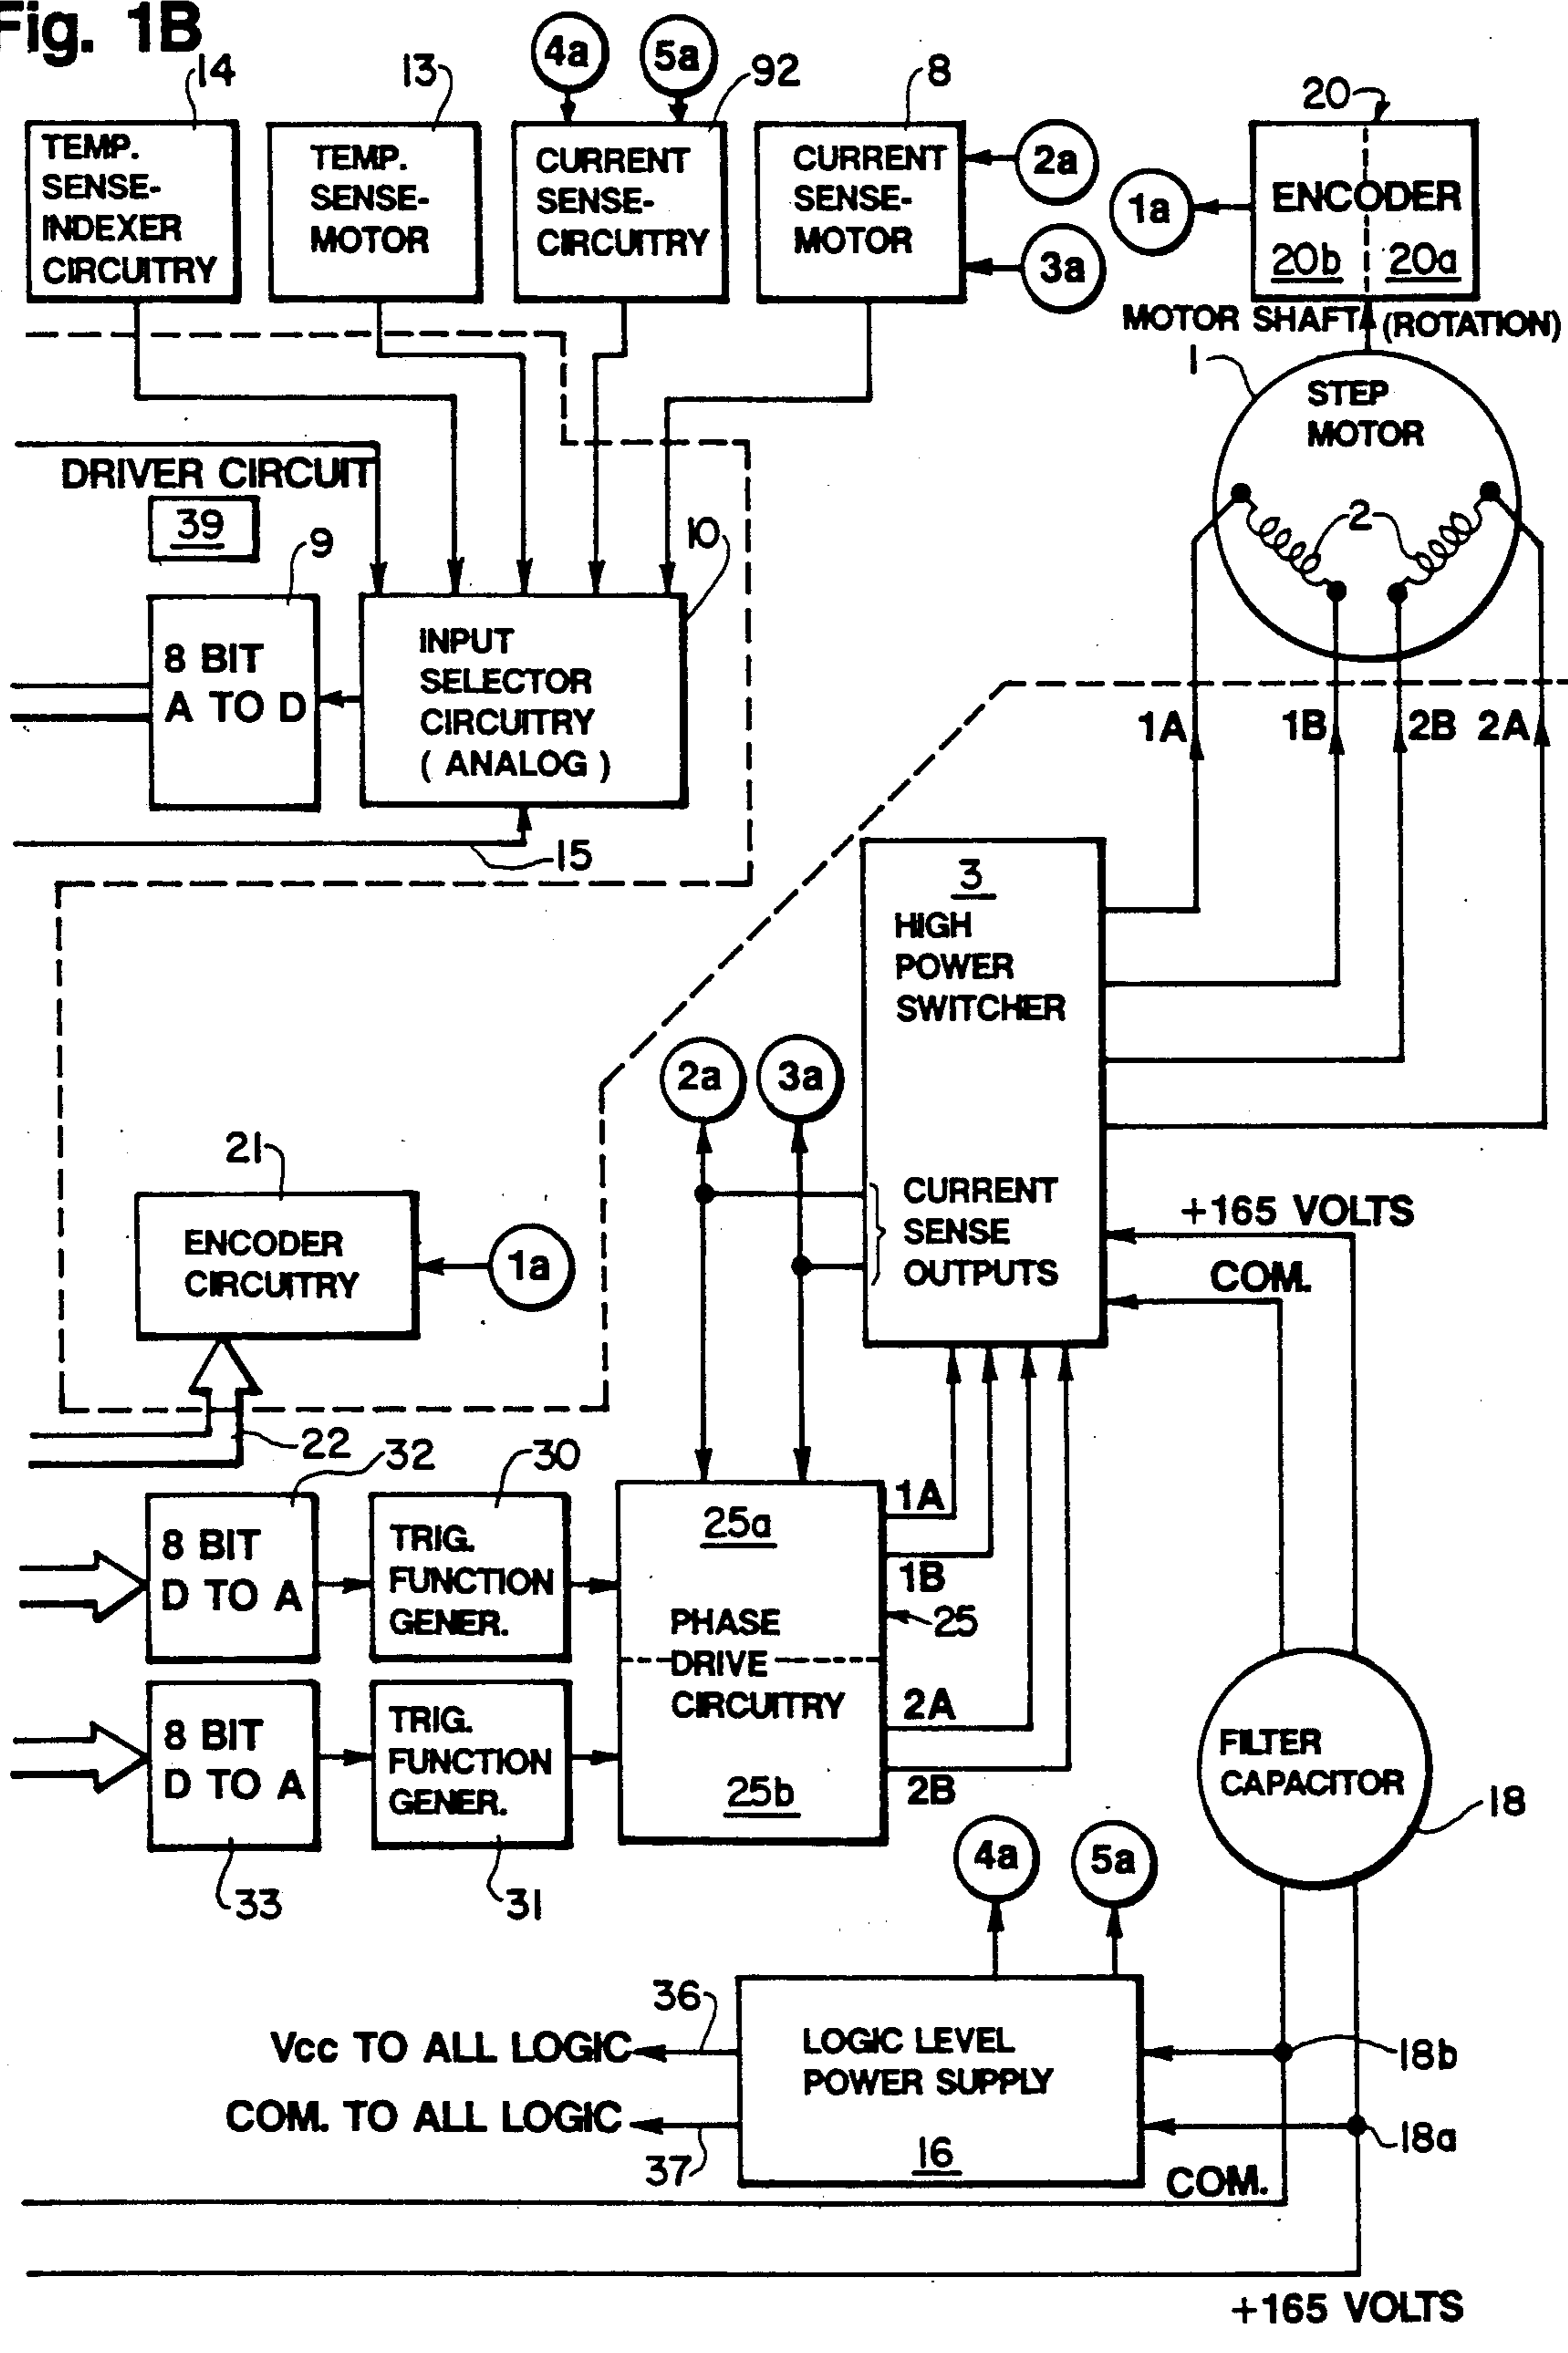 Fig. 1B
14
13
4a
5a
92
8
20
TEMP.
SENSE-
INDEXER
CIRCUITRY
TEMP.
SENSE-
MOTOR
CURRENT
SENSE-
CIRCUITRY
CURRENT
SENSE-
MOTOR
2a
3a
1a
ENCODER
20b
20a
MOTOR SHAFT
(ROTATION)
1
STEP
MOTOR
2
DRIVER CIRCUIT
39
9
10
8 BIT
A TO D
INPUT
SELECTOR
CIRCUITRY
( ANALOG )
15
1A
1B
2B
2A
3
HIGH
POWER
SWITCHER
2a
3a
CURRENT
SENSE
OUTPUTS
+165 VOLTS
COM.
21
ENCODER
CIRCUITRY
1a
22
32
30
8 BIT
D TO A
TRIG.
FUNCTION
GENER.
25a
PHASE
DRIVE
CIRCUITRY
25b
1A
1B
25
2A
2B
8 BIT
D TO A
TRIG.
FUNCTION
GENER.
33
31
FILTER
CAPACITOR
18
4a
5a
36
Vcc TO ALL LOGIC
COM. TO ALL LOGIC
37
LOGIC LEVEL
POWER SUPPLY
16
18b
18a
COM.
+165 VOLTS